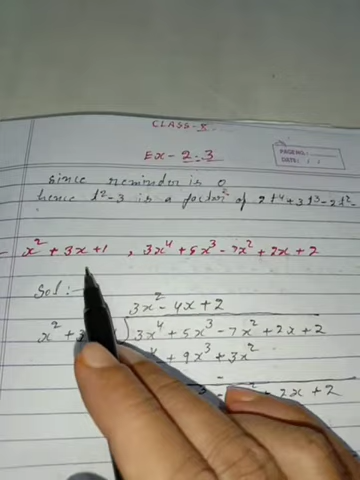 CLASS-X
EX-2.3
PAGE NO.:
DATE: / /
since reminder is 0
hence t²-3 is a factor of 2t⁴+3t³-2t²-
x²+3x+1 , 3x⁴+5x³-7x²+2x+2
Sol:-
3x²-4x+2
x²+3 ) 3x⁴+5x³-7x²+2x+2
+9x³+3x²
+2x+2